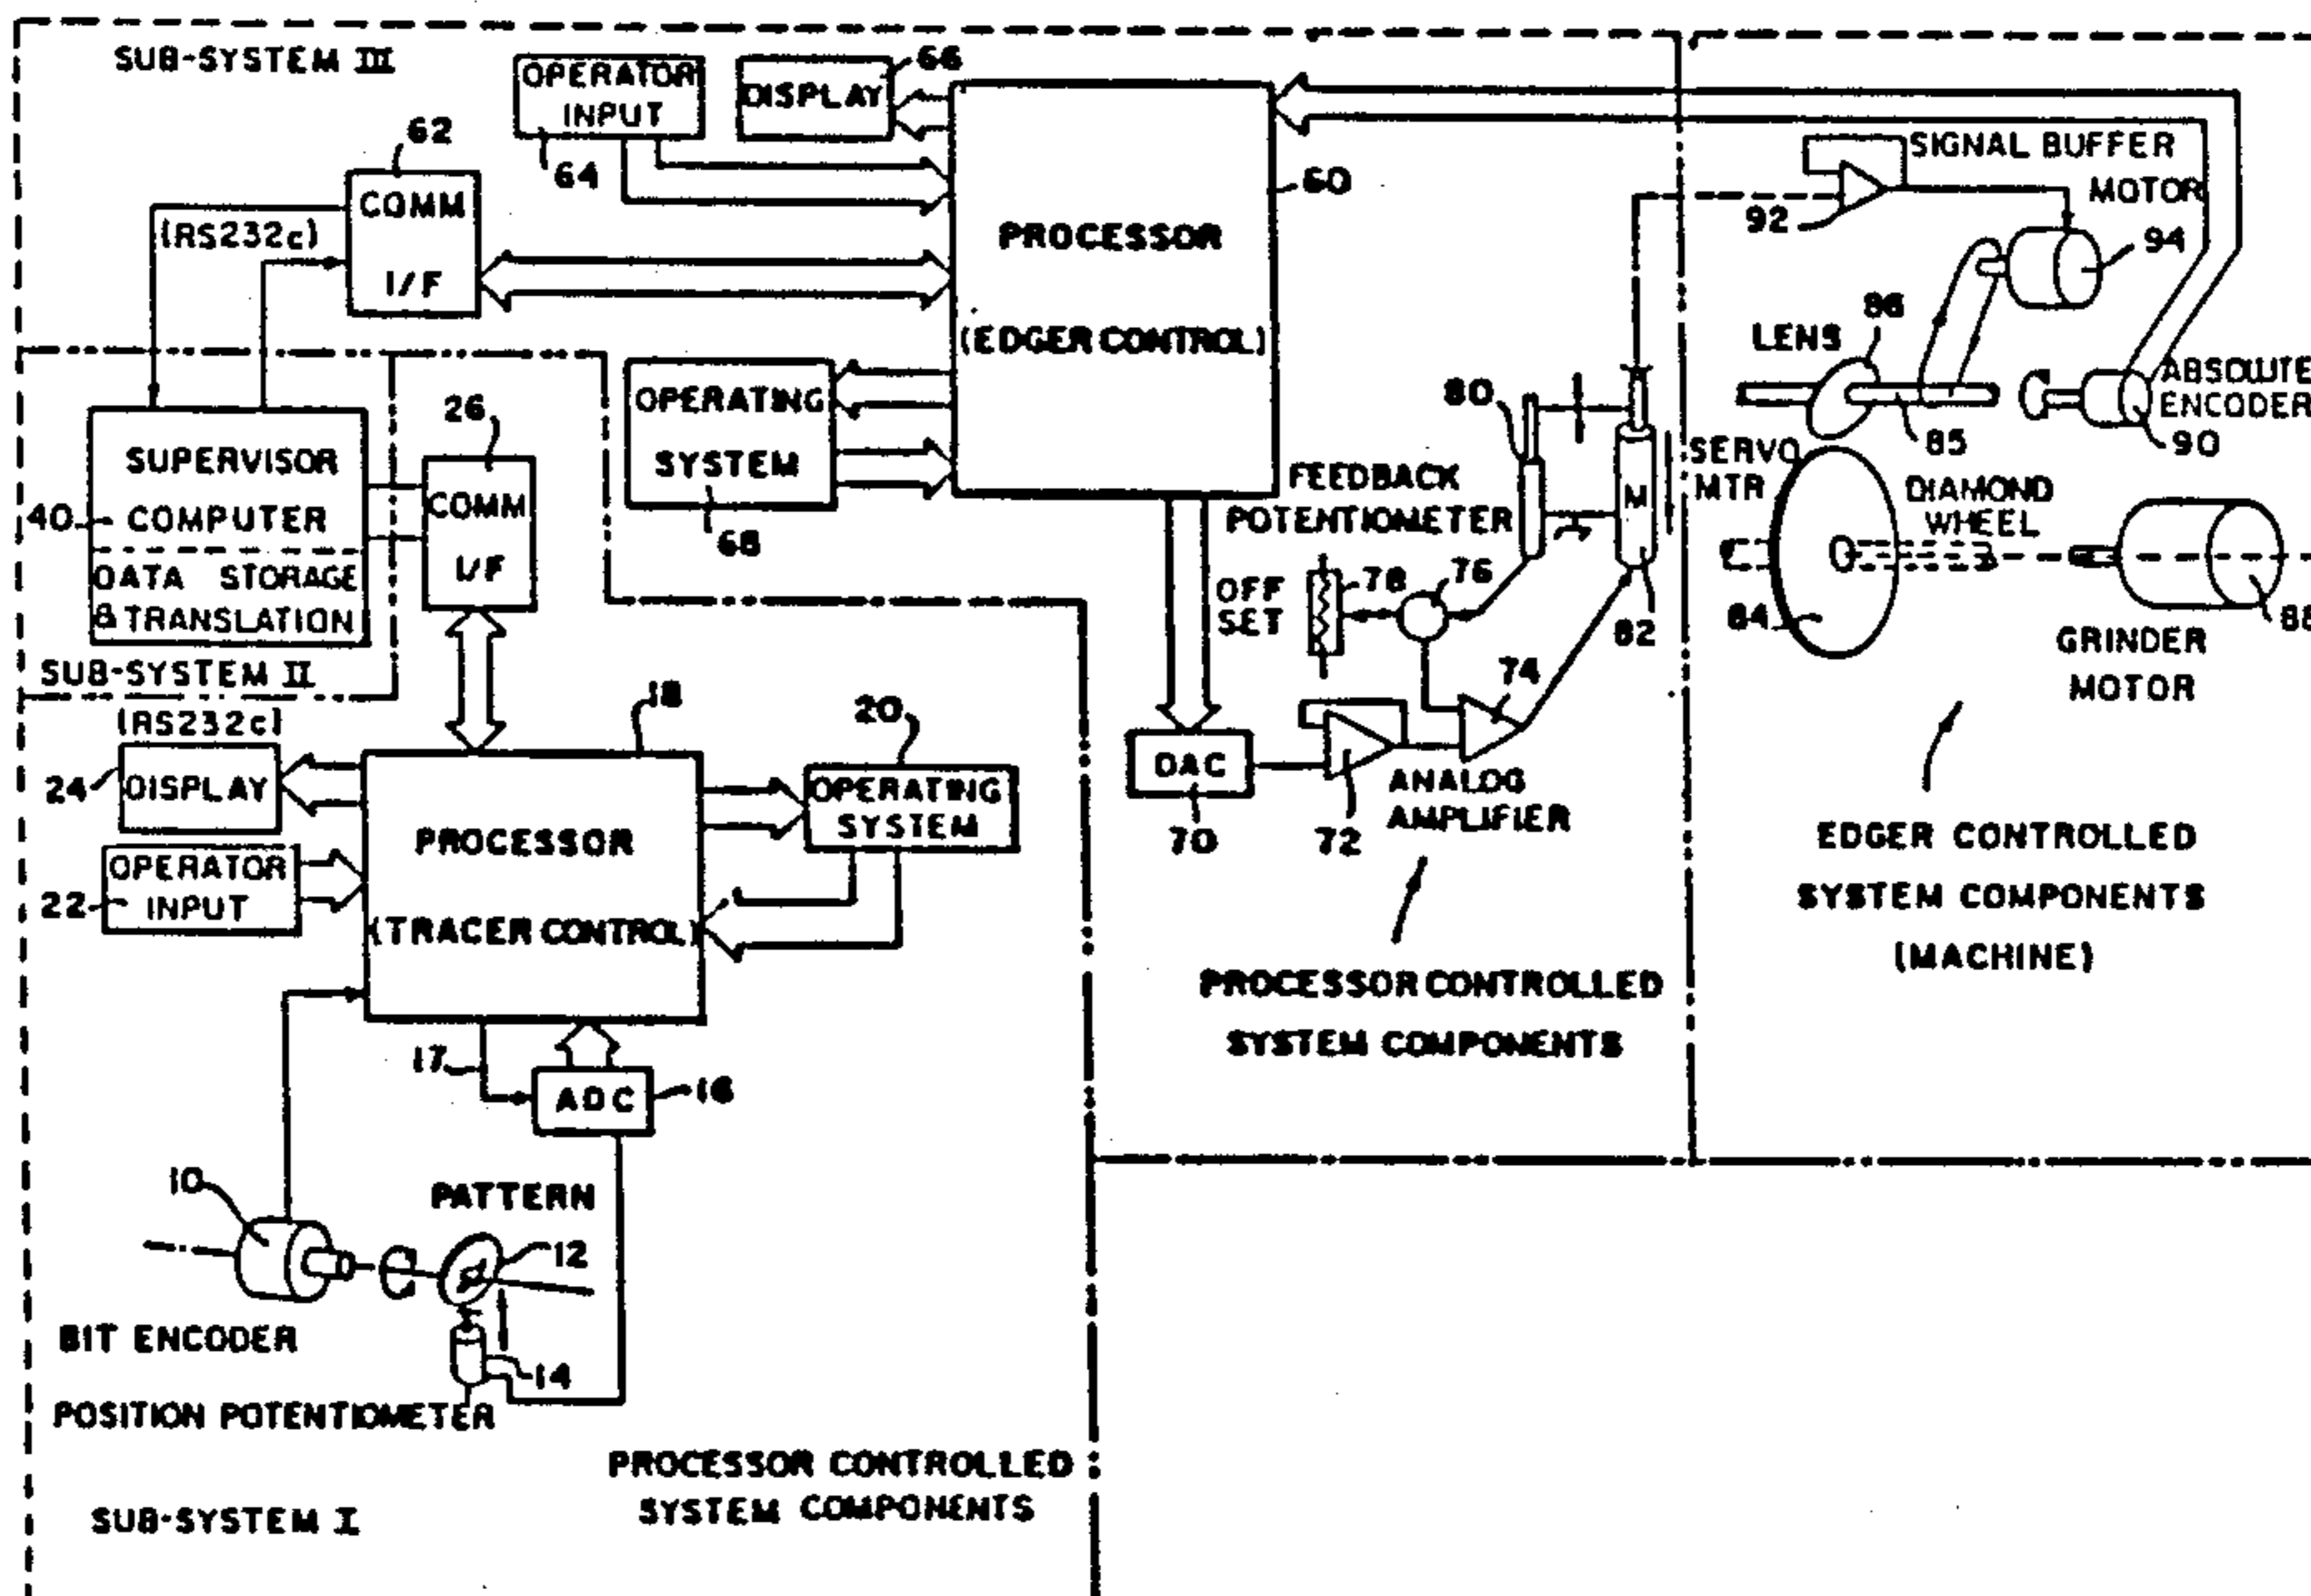 SUB-SYSTEM III
OPERATOR
INPUT
64
DISPLAY
66
62
COMM
I/F
(RS232c)
PROCESSOR
(EDGER CONTROL)
60
OPERATING
SYSTEM
68
SIGNAL BUFFER
92
MOTOR
94
LENS
86
85
ABSOLUTE
ENCODER
90
SERVO
MTR
DIAMOND
WHEEL
84
GRINDER
MOTOR
88
80
FEEDBACK
POTENTIOMETER
M
82
OFF
SET
78
76
74
DAC
70
72
ANALOG
AMPLIFIER
PROCESSOR CONTROLLED
SYSTEM COMPONENTS
EDGER CONTROLLED
SYSTEM COMPONENTS
(MACHINE)
SUPERVISOR
COMPUTER
40
DATA STORAGE
& TRANSLATION
SUB-SYSTEM II
26
COMM
I/F
(RS232c)
24
DISPLAY
22
OPERATOR
INPUT
18
PROCESSOR
(TRACER CONTROL)
20
OPERATING
SYSTEM
17
ADC
16
10
PATTERN
12
BIT ENCODER
14
POSITION POTENTIOMETER
PROCESSOR CONTROLLED
SYSTEM COMPONENTS
SUB-SYSTEM I